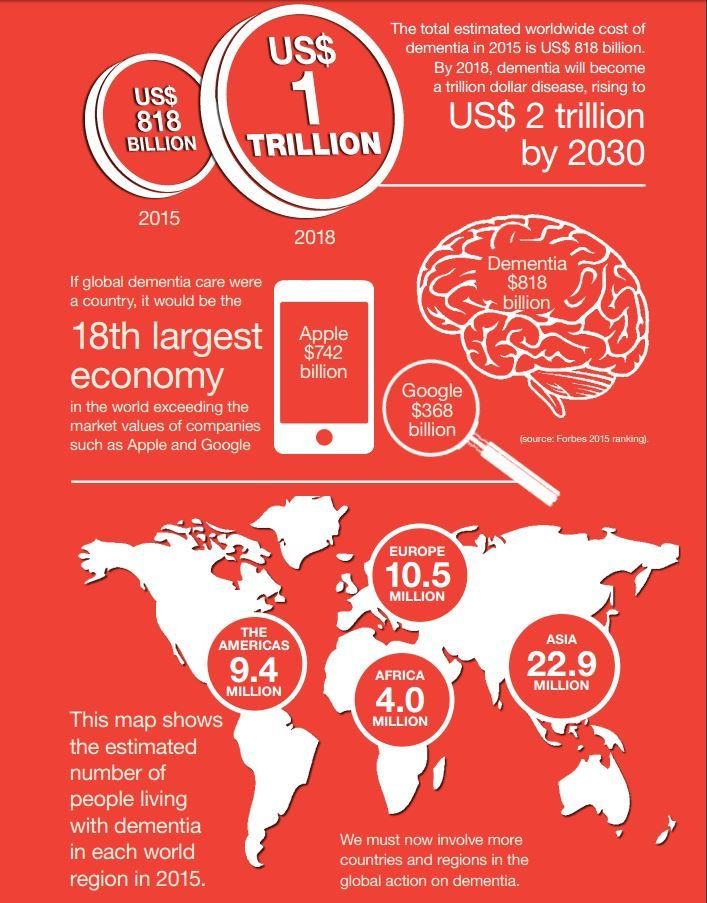 US$
818
BILLION
2015
US$
1
TRILLION
2018
The total estimated worldwide cost of
dementia in 2015 is US$ 818 billion.
By 2018, dementia will become
a trillion dollar disease, rising to
US$ 2 trillion
by 2030
If global dementia care were
a country, it would be the
18th largest
economy
in the world exceeding the
market values of companies
such as Apple and Google
Apple
$742
billion
Google
$368
billion
Dementia
$818
billion
(source: Forbes 2015 ranking).
EUROPE
10.5
MILLION
THE
AMERICAS
9.4
MILLION
AFRICA
4.0
MILLION
ASIA
22.9
MILLION
This map shows
the estimated
number of
people living
with dementia
in each world
region in 2015.
We must now involve more
countries and regions in the
global action on dementia.